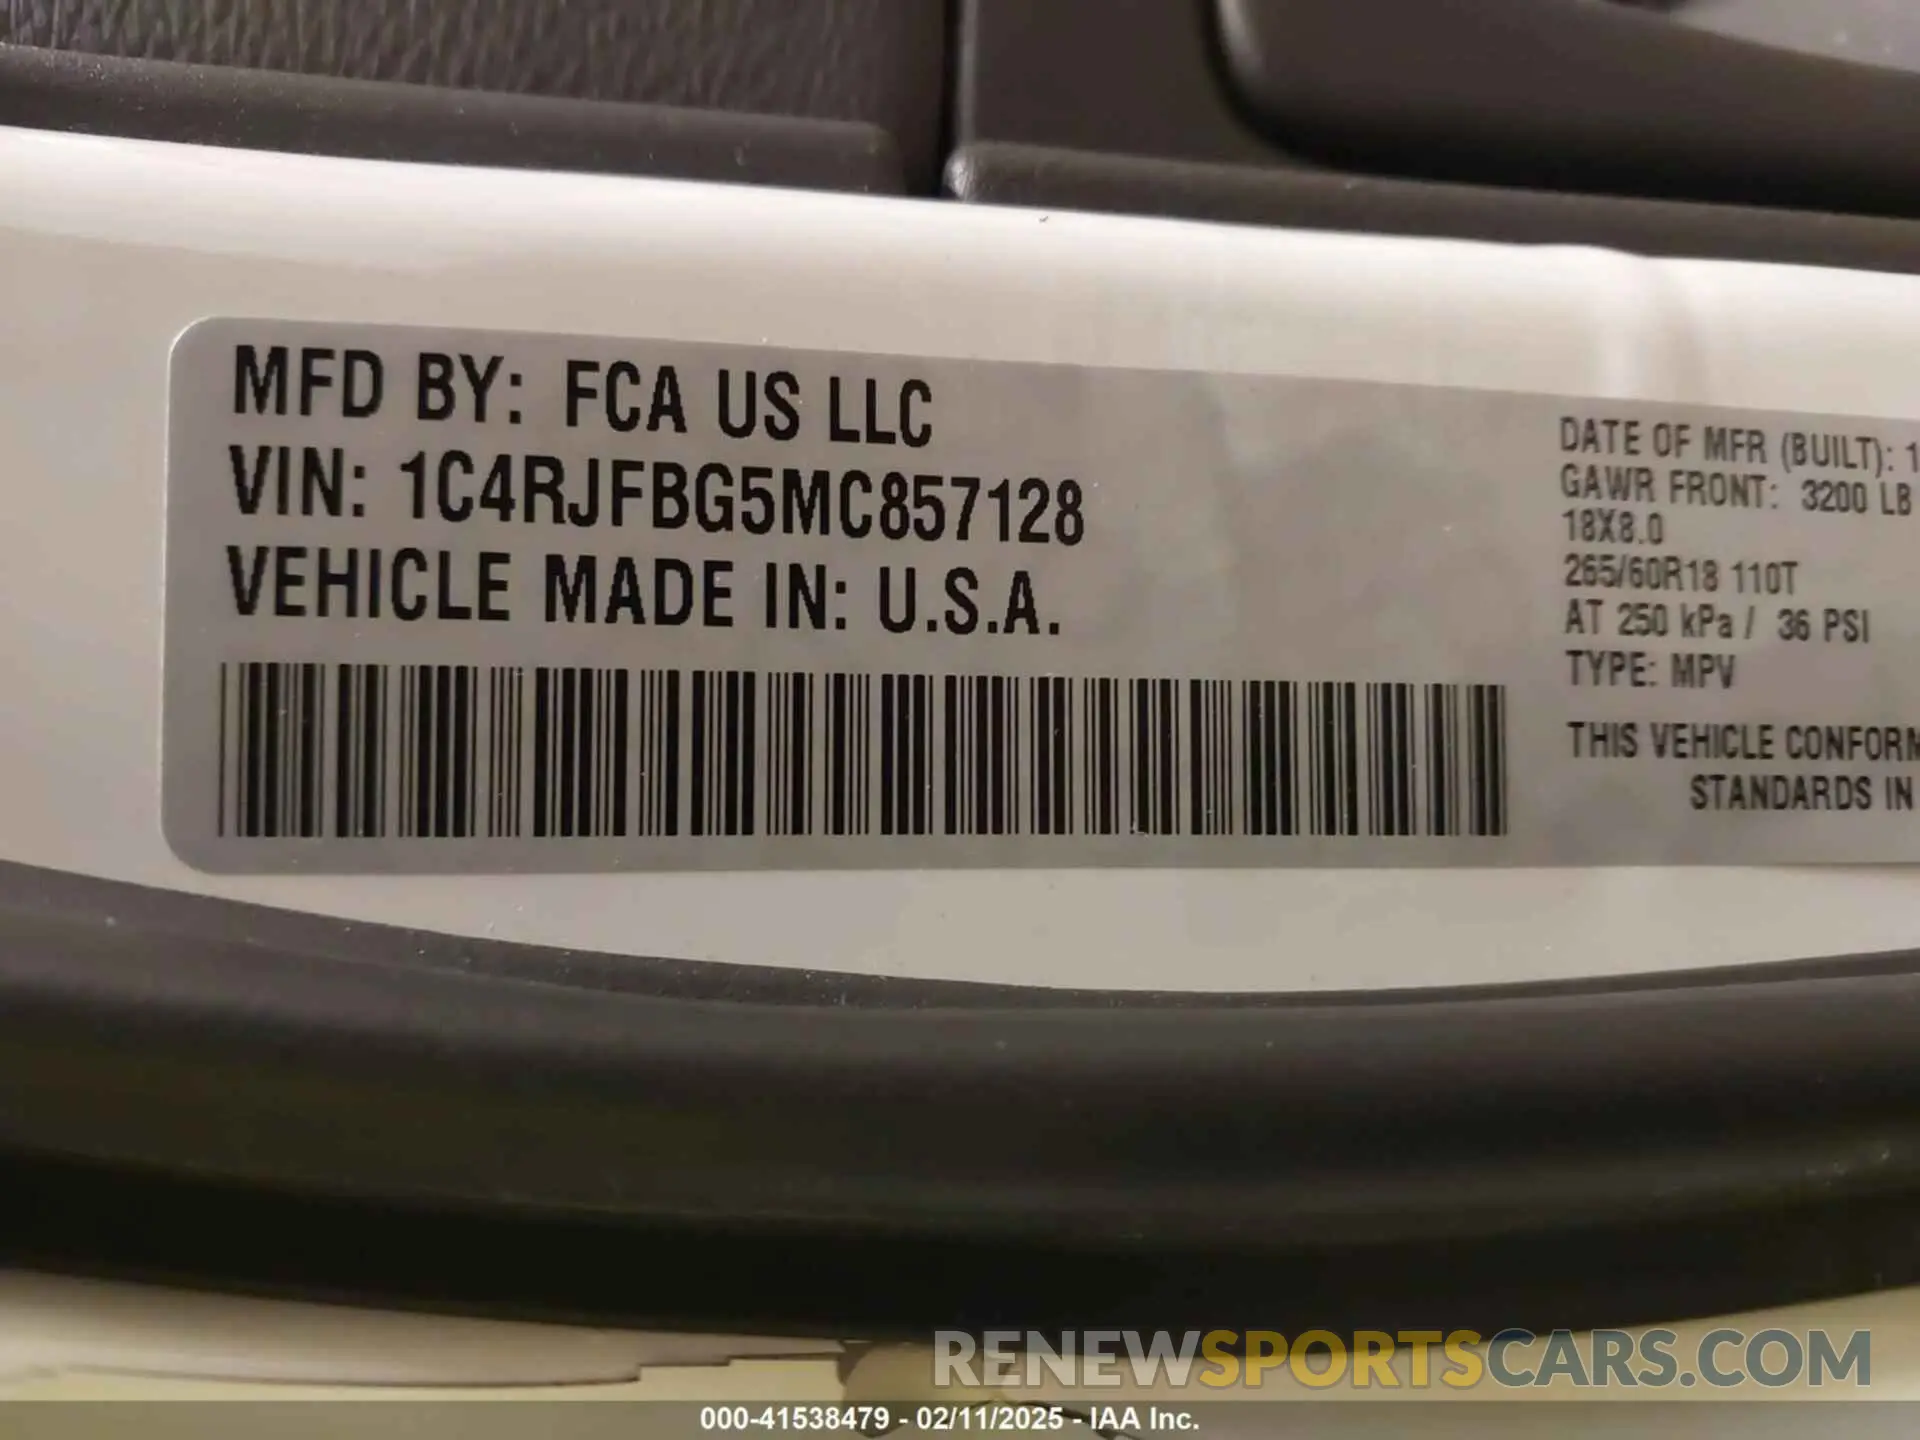 MFD BY: FCA US LLC
VIN: 1C4RJFBG5MC857128
VEHICLE MADE IN: U.S.A.
DATE OF MFR (BUILT): 1
GAWR FRONT: 3200 LB
18X8.0
265/60R18 110T
AT 250 kPa / 36 PSI
TYPE: MPV
THIS VEHICLE CONFORM
STANDARDS IN
RENEWSPORTSCARS.COM
000-41538479 - 02/11/2025 - IAA Inc.